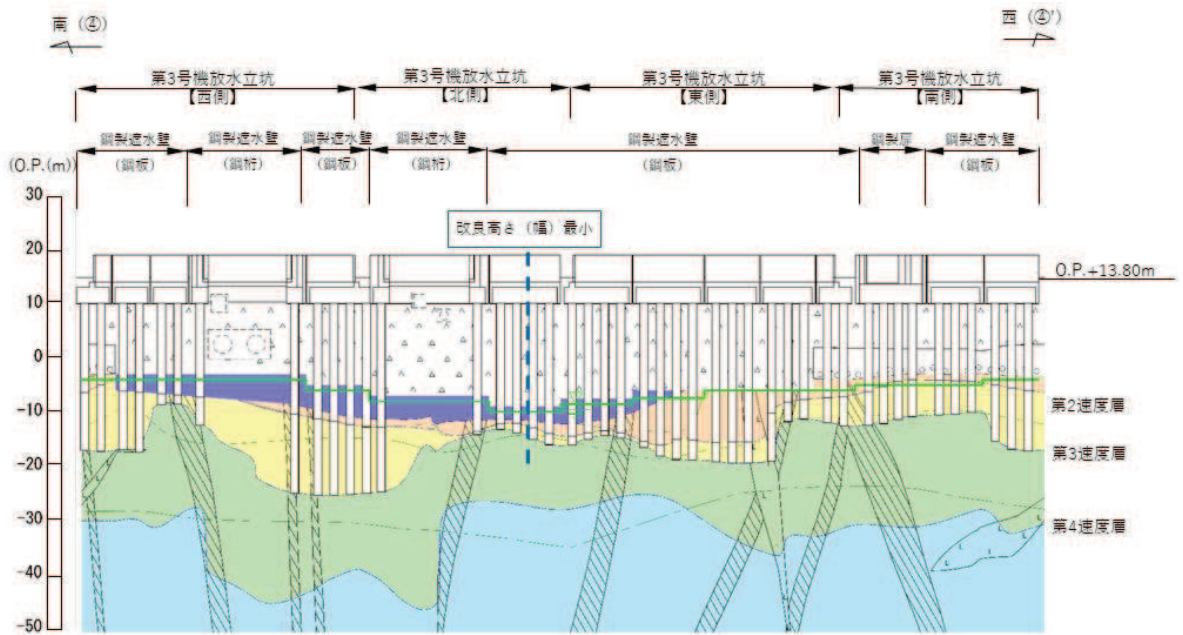 南（④）
西（④'）
第3号機放水立坑
【西側】
第3号機放水立坑
【北側】
第3号機放水立坑
【東側】
第3号機放水立坑
【南側】
鋼製遮水壁
（鋼板）
鋼製遮水壁
（鋼桁）
鋼製遮水壁
（鋼板）
鋼製遮水壁
（鋼桁）
鋼製遮水壁
（鋼板）
鋼製扉
鋼製遮水壁
（鋼板）
(O.P.(m))
30
20
10
0
-10
-20
-30
-40
-50
改良高さ（幅）最小
O.P.+13.80m
第2速度層
第3速度層
第4速度層